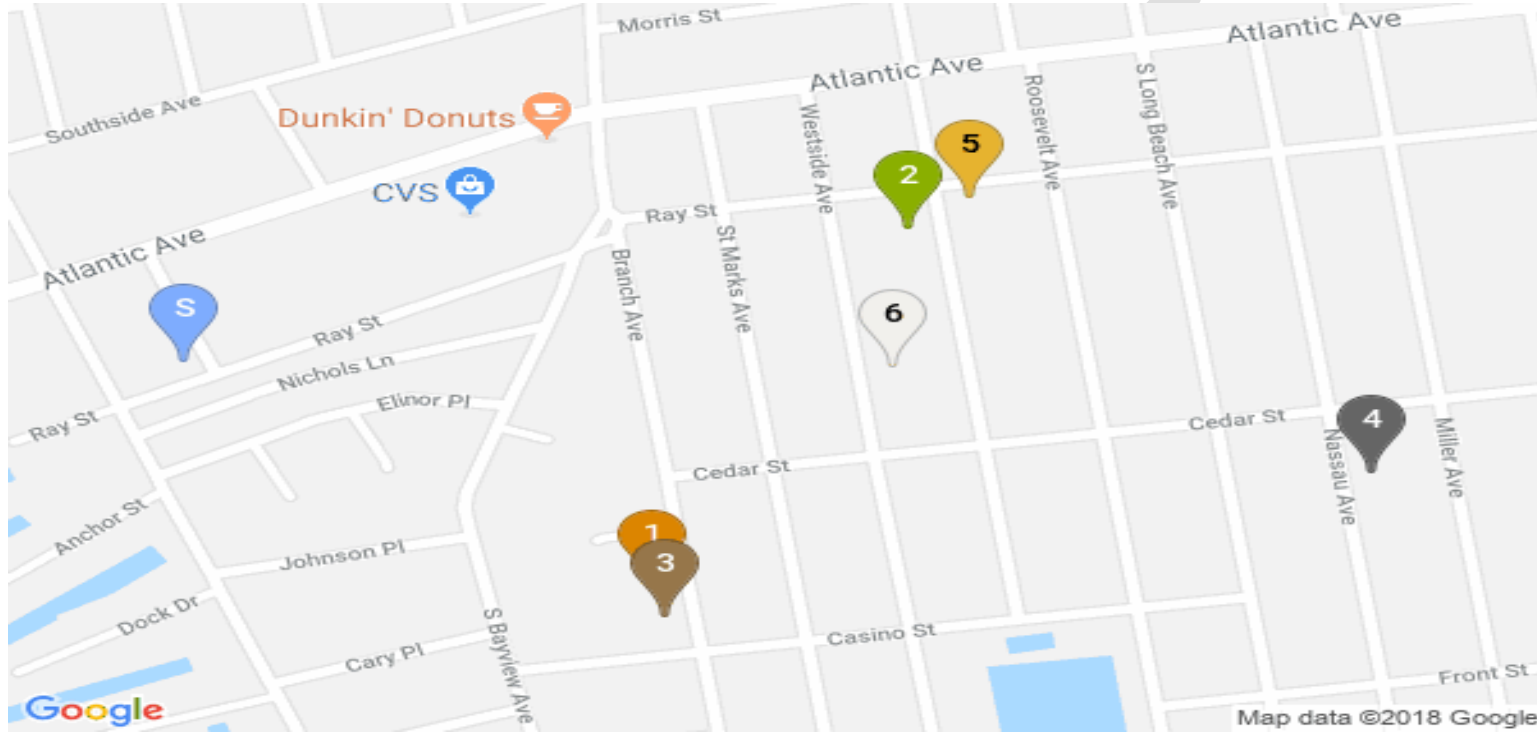 Morris St
Atlantic Ave
Atlantic Ave
Southside Ave
Dunkin' Donuts
Roosevelt Ave
S Long Beach Ave
Westside Ave
5
2
CVS
Ray St
Atlantic Ave
St Marks Ave
Branch Ave
S
6
Ray St
Nichols Ln
Elinor Pl
Ray St
Cedar St
4
Nassau Ave
Miller Ave
Cedar St
Anchor St
1
3
Johnson Pl
Dock Dr
S Bayview Ave
Casino St
Cary Pl
Front St
Google
Map data ©2018 Google